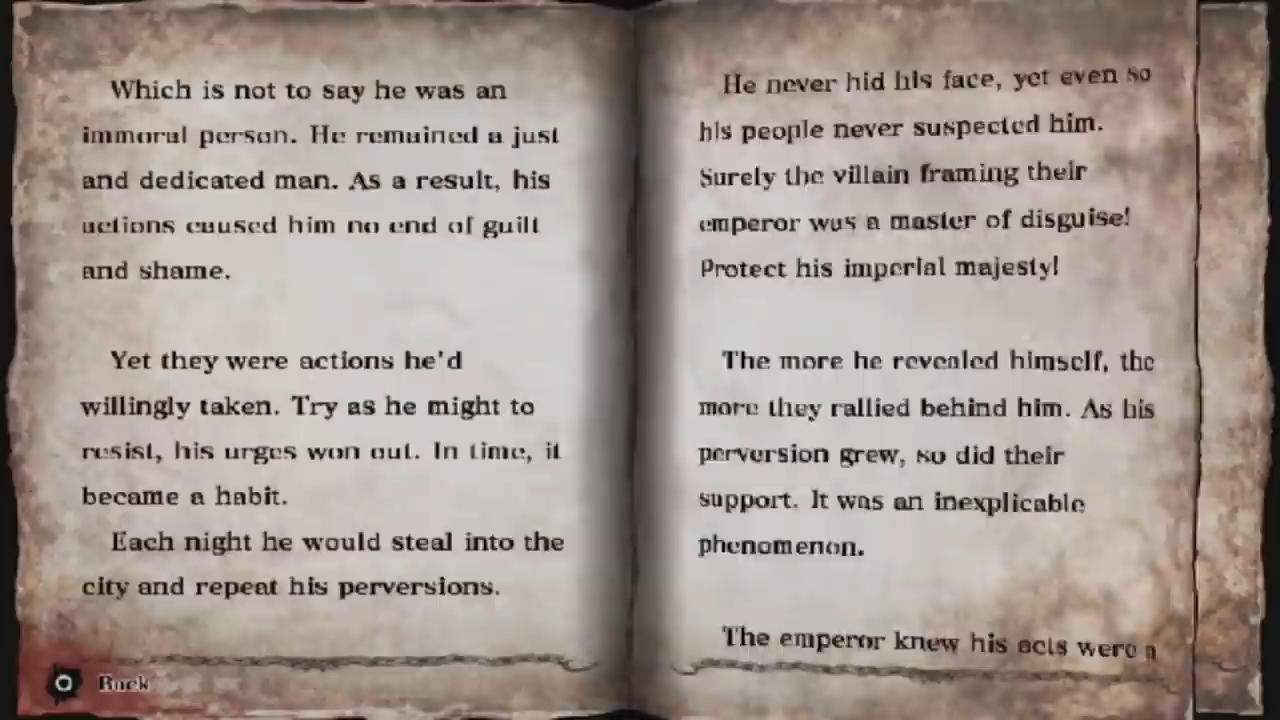 Which is not to say he was an
immoral person. He remained a just
and dedicated man. As a result, his
actions caused him no end of guilt
and shame.
Yet they were actions he'd
willingly taken. Try as he might to
resist, his urges won out. In time, it
became a habit.
Each night he would steal into the
city and repeat his perversions.
He never hid his face, yet even so
his people never suspected him.
Surely the villain framing their
emperor was a master of disguise!
Protect his imperial majesty!
The more he revealed himself, the
more they rallied behind him. As his
perversion grew, so did their
support. It was an inexplicable
phenomenon.
The emperor knew his acts were a
Back